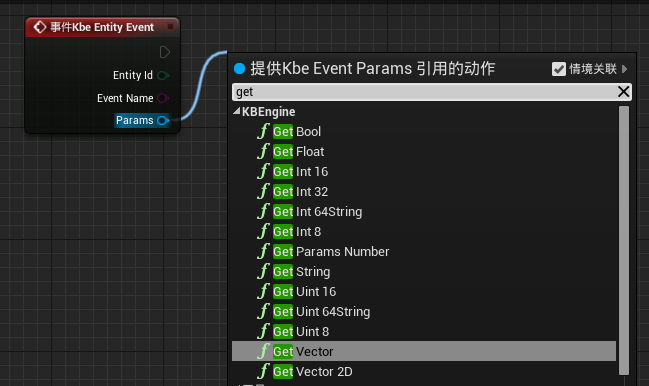 事件Kbe Entity Event
Entity Id
Event Name
Params
提供Kbe Event Params 引用的动作
情境关联
get
KBEngine
Get Bool
Get Float
Get Int 16
Get Int 32
Get Int 64String
Get Int 8
Get Params Number
Get String
Get Uint 16
Get Uint 64String
Get Uint 8
Get Vector
Get Vector 2D